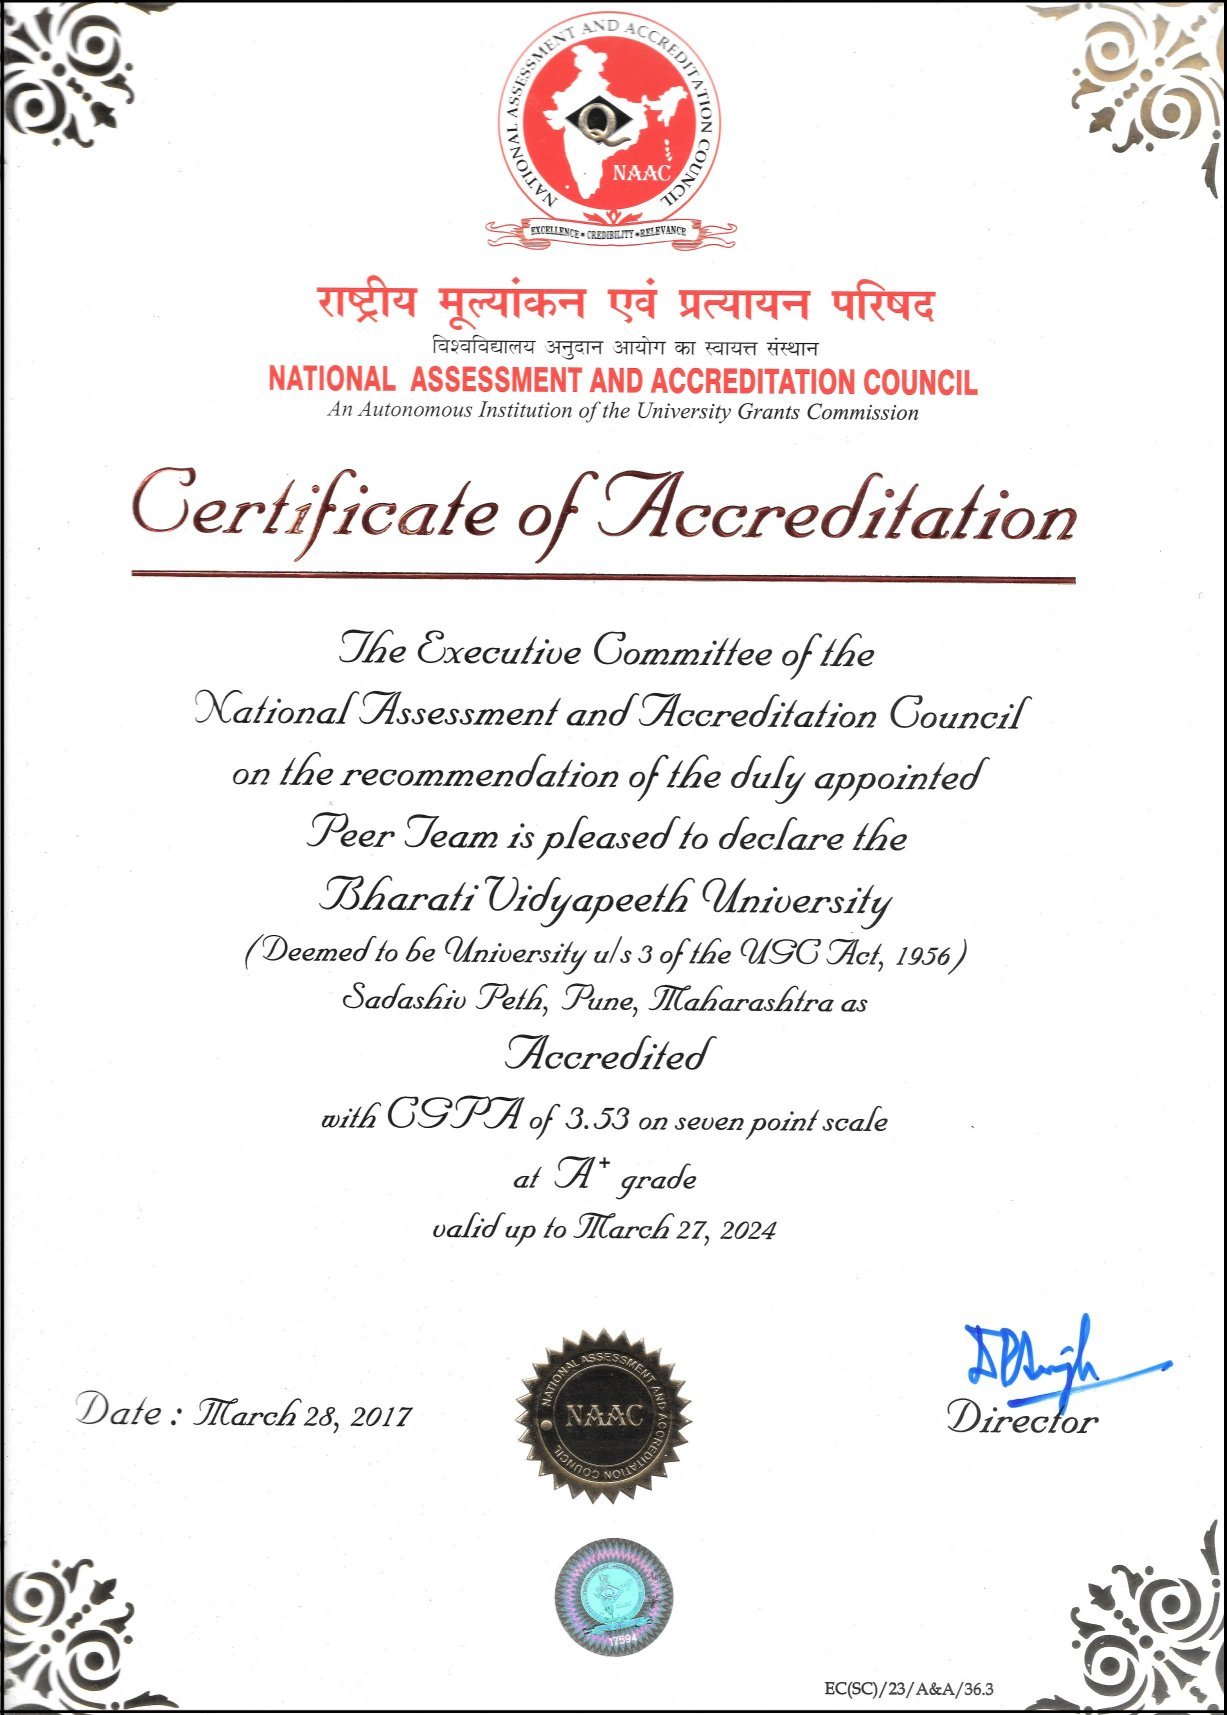 NATIONAL ASSESSMENT AND ACCREDITATION COUNCIL
Q
NAAC
EXCELLENCE * CREDIBILITY * RELEVANCE
राष्ट्रीय मूल्यांकन एवं प्रत्यायन परिषद
विश्वविद्यालय अनुदान आयोग का स्वायत्त संस्थान
NATIONAL ASSESSMENT AND ACCREDITATION COUNCIL
An Autonomous Institution of the University Grants Commission
Certificate of Accreditation
The Executive Committee of the
National Assessment and Accreditation Council
on the recommendation of the duly appointed
Peer Team is pleased to declare the
Bharati Vidyapeeth University
(Deemed to be University u/s 3 of the UGC Act, 1956)
Sadashiv Peth, Pune, Maharashtra as
Accredited
with CGPA of 3.53 on seven point scale
at A+ grade
valid up to March 27, 2024
DPSingh
Date : March 28, 2017
NATIONAL ASSESSMENT AND ACCREDITATION COUNCIL
NAAC
Director
17594
EC(SC)/23/A&A/36.3